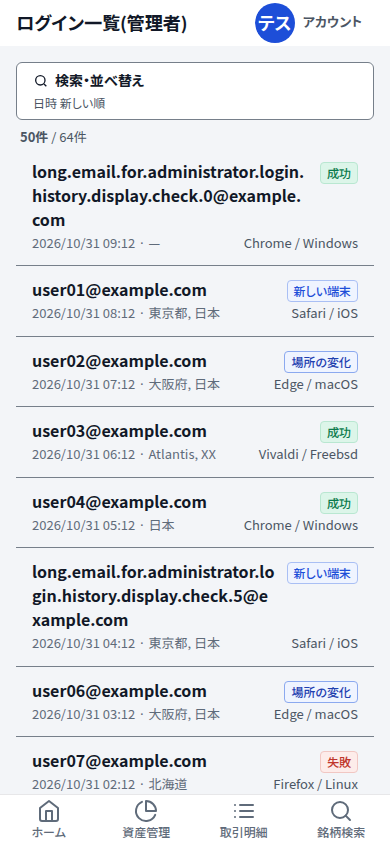 ログイン一覧(管理者)
テス アカウント
検索・並べ替え
日時 新しい順
50件 / 64件
long.email.for.administrator.login. 成功
history.display.check.0@example.
com
2026/10/31 09:12 · — Chrome / Windows
user01@example.com 新しい端末
2026/10/31 08:12 · 東京都, 日本 Safari / iOS
user02@example.com 場所の変化
2026/10/31 07:12 · 大阪府, 日本 Edge / macOS
user03@example.com 成功
2026/10/31 06:12 · Atlantis, XX Vivaldi / Freebsd
user04@example.com 成功
2026/10/31 05:12 · 日本 Chrome / Windows
long.email.for.administrator.lo 新しい端末
gin.history.display.check.5@e
xample.com
2026/10/31 04:12 · 東京都, 日本 Safari / iOS
user06@example.com 場所の変化
2026/10/31 03:12 · 大阪府, 日本 Edge / macOS
user07@example.com 失敗
2026/10/31 02:12 · 北海道 Firefox / Linux
ホーム 資産管理 取引明細 銘柄検索